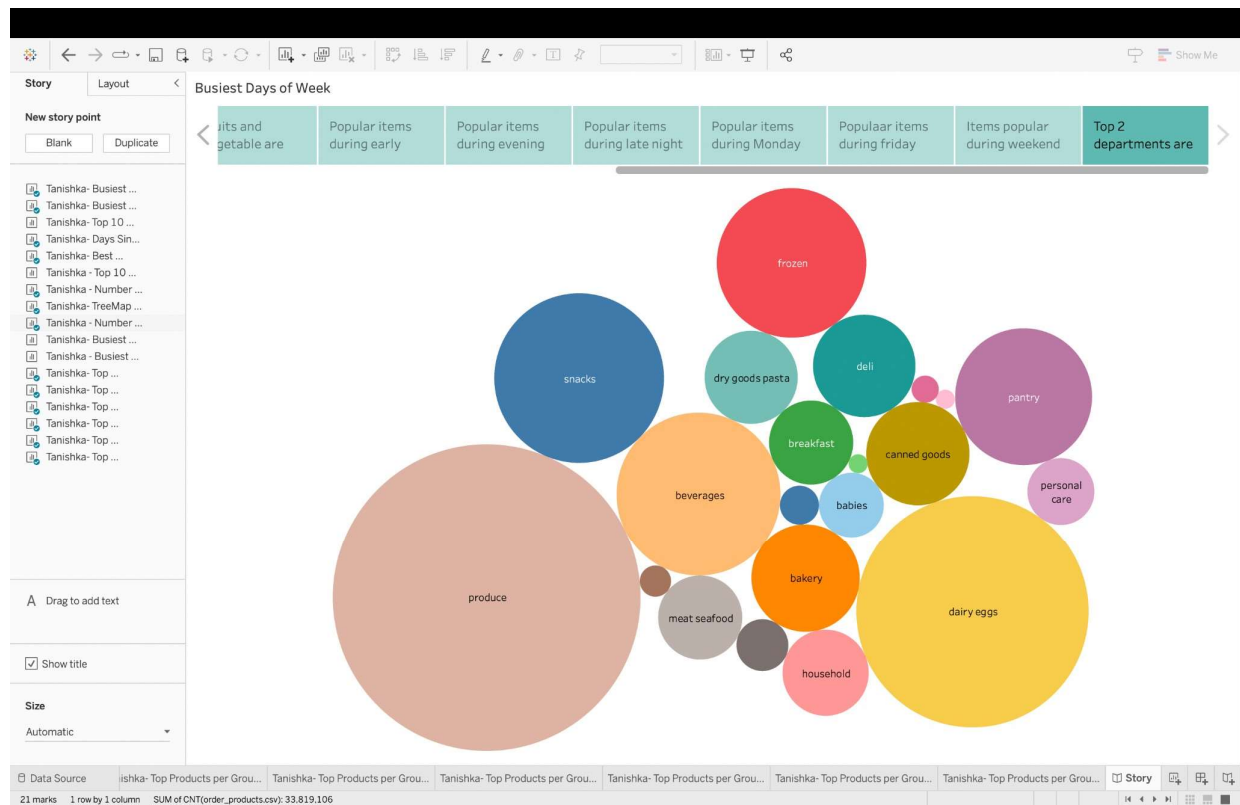 Show Me
Story
Layout
New story point
Blank
Duplicate
Tanishka- Busiest ...
Tanishka- Busiest ...
Tanishka- Top 10 ...
Tanishka- Days Sin...
Tanishka- Best ...
Tanishka - Top 10 ...
Tanishka - Number ...
Tanishka- TreeMap ...
Tanishka - Number ...
Tanishka- Busiest ...
Tanishka - Busiest ...
Tanishka- Top ...
Tanishka- Top ...
Tanishka- Top ...
Tanishka- Top ...
Tanishka- Top ...
Tanishka- Top ...
A Drag to add text
Show title
Size
Automatic
Busiest Days of Week
uits and
getable are
Popular items
during early
Popular items
during evening
Popular items
during late night
Popular items
during Monday
Populaar items
during friday
Items popular
during weekend
Top 2
departments are
frozen
snacks
dry goods pasta
deli
pantry
breakfast
canned goods
beverages
babies
personal
care
bakery
produce
meat seafood
dairy eggs
household
Data Source
ishka- Top Products per Grou...
Tanishka- Top Products per Grou...
Tanishka- Top Products per Grou...
Tanishka- Top Products per Grou...
Tanishka- Top Products per Grou...
Tanishka- Top Products per Grou...
Story
21 marks 1 row by 1 column SUM of CNT(order_products.csv): 33,819,106